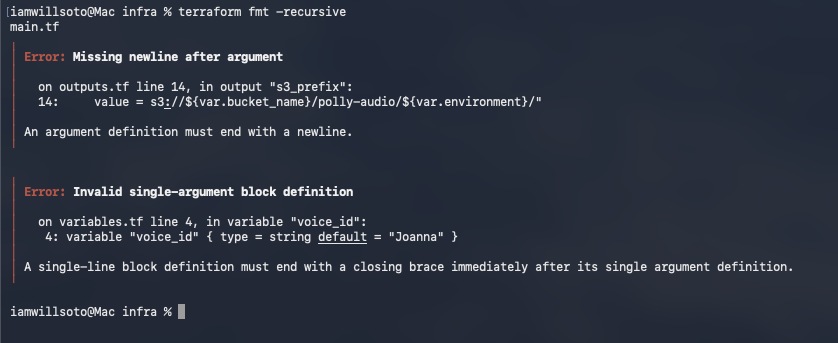 [iamwillsoto@Mac infra % terraform fmt -recursive
main.tf
Error: Missing newline after argument
on outputs.tf line 14, in output "s3_prefix":
14:     value = s3://${var.bucket_name}/polly-audio/${var.environment}/"
An argument definition must end with a newline.
Error: Invalid single-argument block definition
on variables.tf line 4, in variable "voice_id":
4: variable "voice_id" { type = string default = "Joanna" }
A single-line block definition must end with a closing brace immediately after its single argument definition.
iamwillsoto@Mac infra %